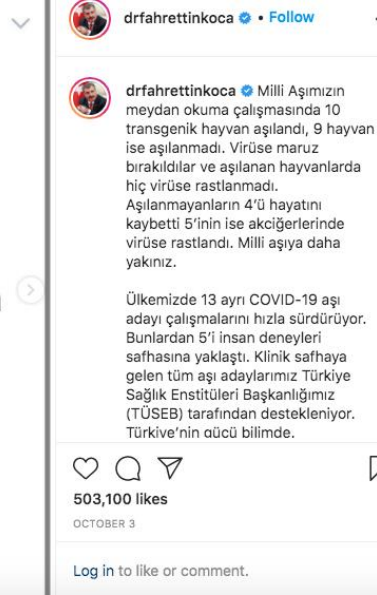 drfahrettinkoca • Follow
drfahrettinkoca Milli Aşımızın
meydan okuma çalışmasında 10
transgenik hayvan aşılandı, 9 hayvan
ise aşılanmadı. Virüse maruz
bırakıldılar ve aşılanan hayvanlarda
hiç virüse rastlanmadı.
Aşılanmayanların 4'ü hayatını
kaybetti 5'inin ise akciğerlerinde
virüse rastlandı. Milli aşıya daha
yakınız.
Ülkemizde 13 ayrı COVID-19 aşı
adayı çalışmalarını hızla sürdürüyor.
Bunlardan 5'i insan deneyleri
safhasına yaklaştı. Klinik safhaya
gelen tüm aşı adaylarımız Türkiye
Sağlık Enstitüleri Başkanlığımız
(TÜSEB) tarafından destekleniyor.
Türkiye'nin gücü bilimde.
503,100 likes
OCTOBER 3
Log in to like or comment.